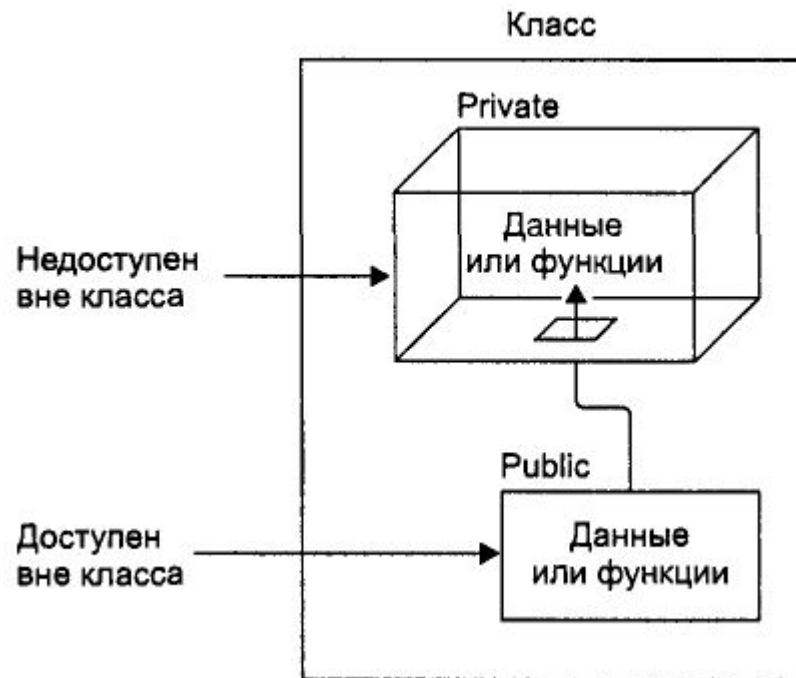 Класс
Private
Данные
или функции
Недоступен
вне класса
Public
Данные
или функции
Доступен
вне класса